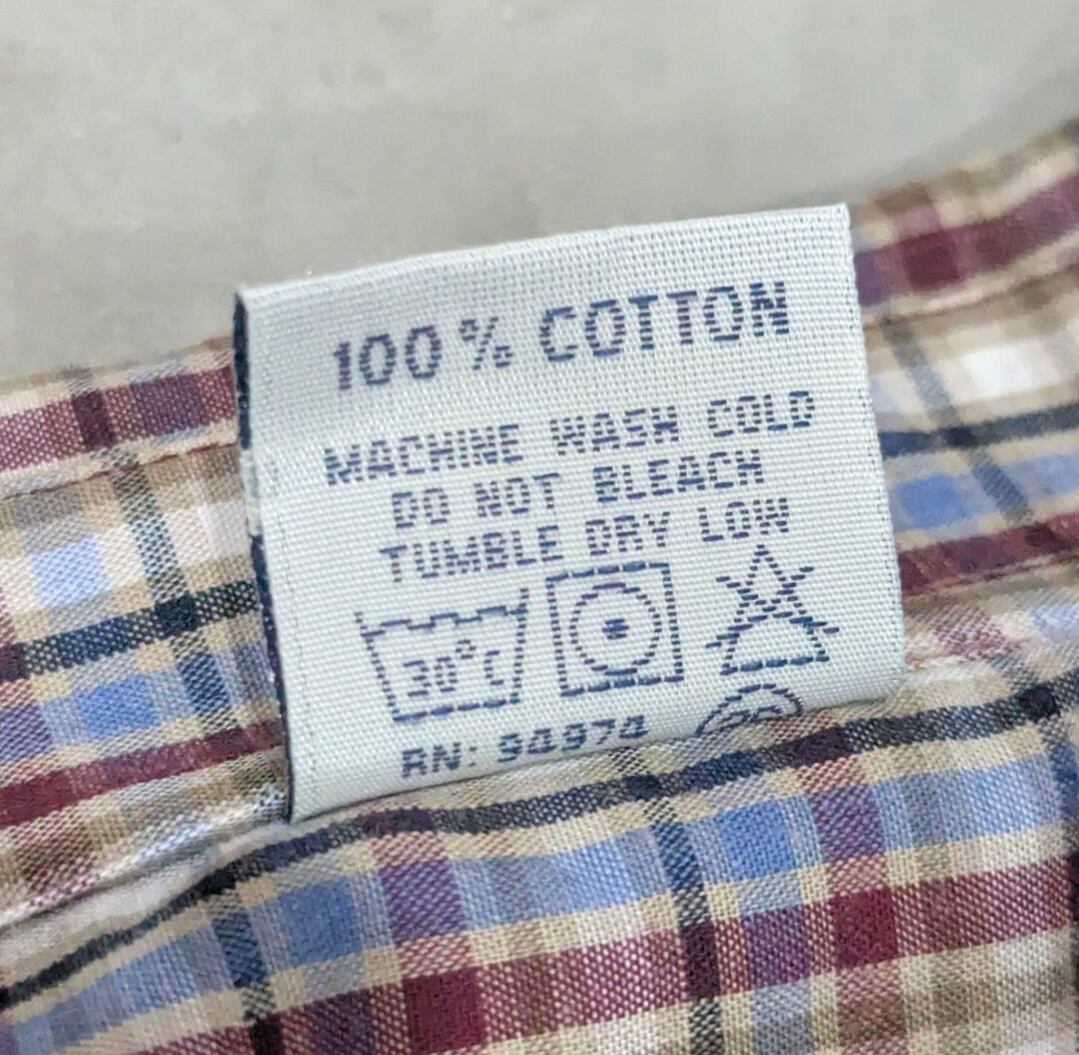 100% COTTON
MACHINE WASH COLD
DO NOT BLEACH
TUMBLE DRY LOW
30°C
RN: 94974